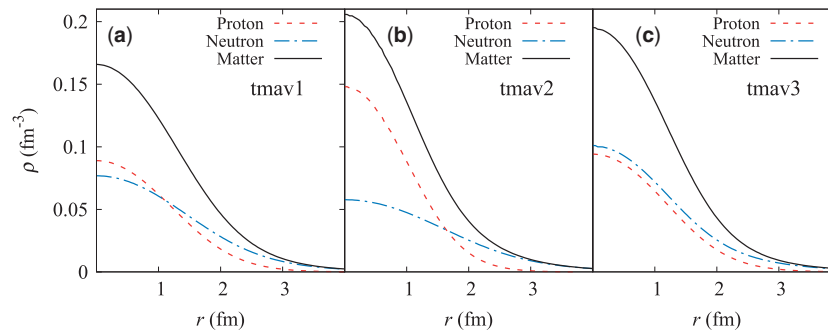 (a) Proton
Neutron
Matter
tmav1
(b) Proton
Neutron
Matter
tmav2
(c) Proton
Neutron
Matter
tmav3
0.2
0.15
0.1
0.05
0
ρ (fm⁻³)
1 2 3
1 2 3
1 2 3
r (fm)
r (fm)
r (fm)